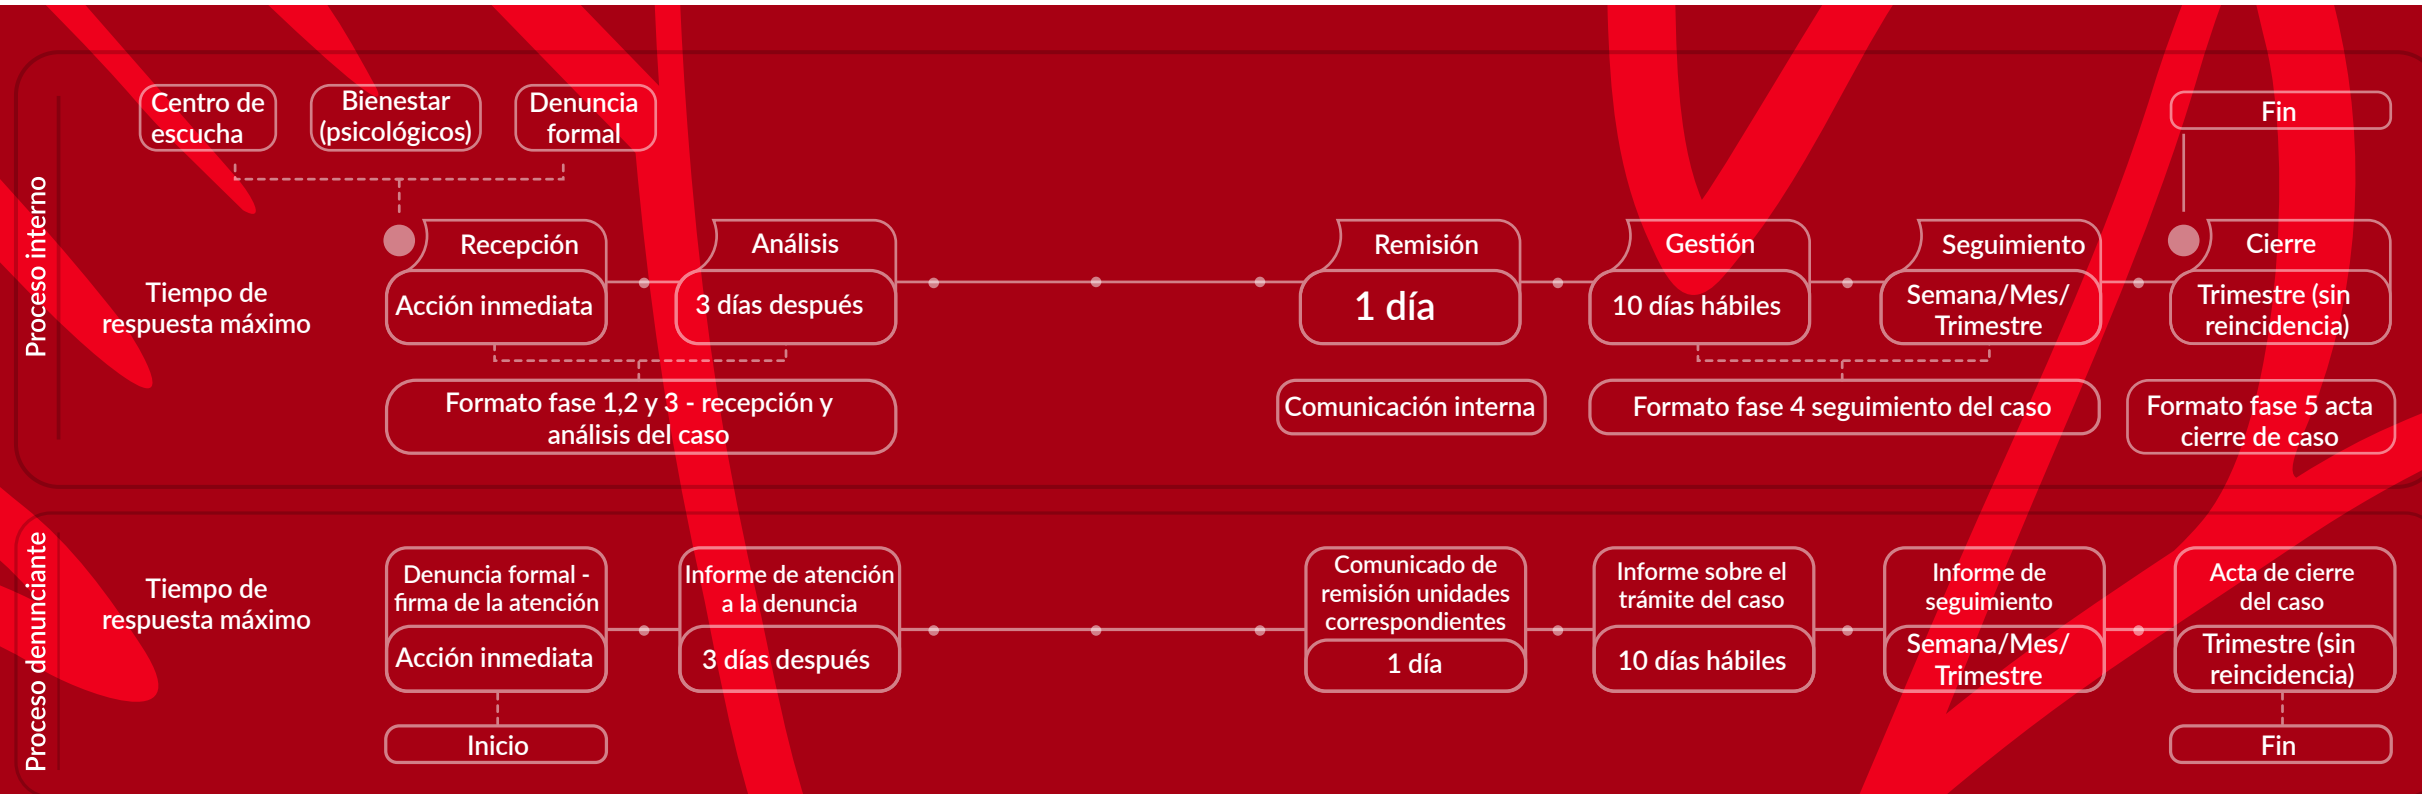 Proceso interno
Centro de
escucha
Bienestar
(psicológicos)
Denuncia
formal
Fin
Tiempo de
respuesta máximo
Recepción
Acción inmediata
Análisis
3 días después
Remisión
1 día
Gestión
10 días hábiles
Seguimiento
Semana/Mes/
Trimestre
Cierre
Trimestre (sin
reincidencia)
Formato fase 1,2 y 3 - recepción y
análisis del caso
Comunicación interna
Formato fase 4 seguimiento del caso
Formato fase 5 acta
cierre de caso
Proceso denunciante
Tiempo de
respuesta máximo
Denuncia formal -
firma de la atención
Acción inmediata
Informe de atención
a la denuncia
3 días después
Comunicado de
remisión unidades
correspondientes
1 día
Informe sobre el
trámite del caso
10 días hábiles
Informe de
seguimiento
Semana/Mes/
Trimestre
Acta de cierre
del caso
Trimestre (sin
reincidencia)
Inicio
Fin